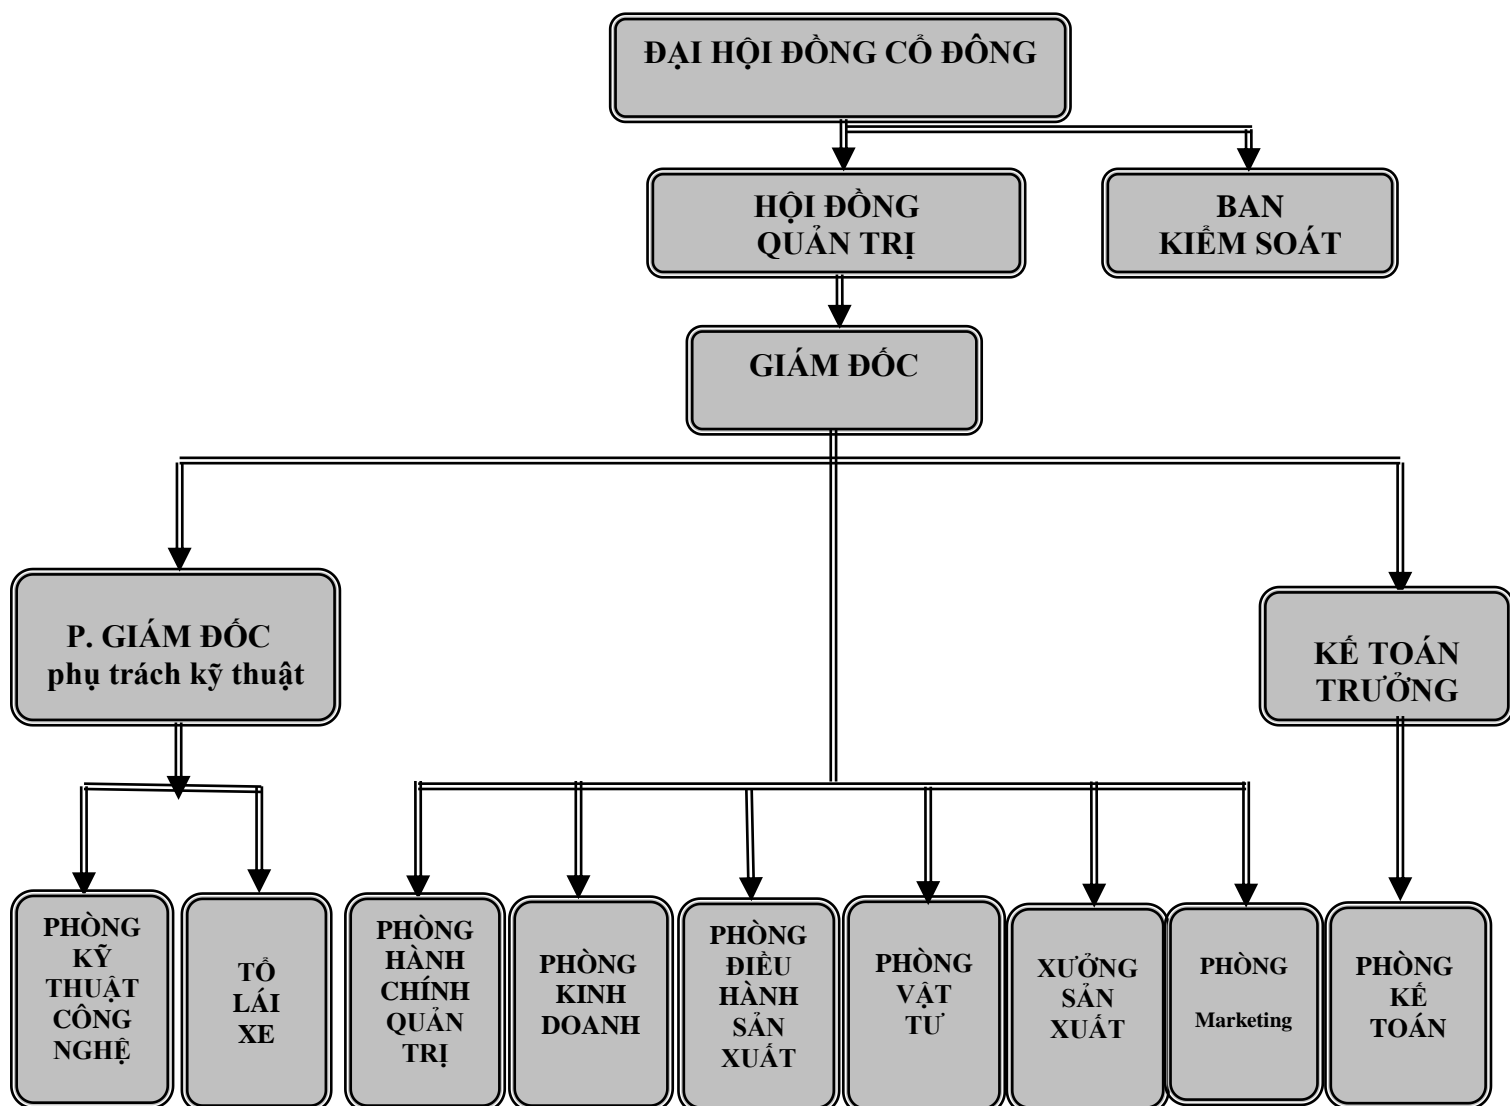 ĐẠI HỘI ĐỒNG CỔ ĐÔNG
HỘI ĐỒNG
QUẢN TRỊ
BAN
KIỂM SOÁT
GIÁM ĐỐC
P. GIÁM ĐỐC
phụ trách kỹ thuật
KẾ TOÁN
TRƯỞNG
PHÒNG
KỸ
THUẬT
CÔNG
NGHỆ
TỔ
LÁI
XE
PHÒNG
HÀNH
CHÍNH
QUẢN
TRỊ
PHÒNG
KINH
DOANH
PHÒNG
ĐIỀU
HÀNH
SẢN
XUẤT
PHÒNG
VẬT
TƯ
XƯỞNG
SẢN
XUẤT
PHÒNG
Marketing
PHÒNG
KẾ
TOÁN